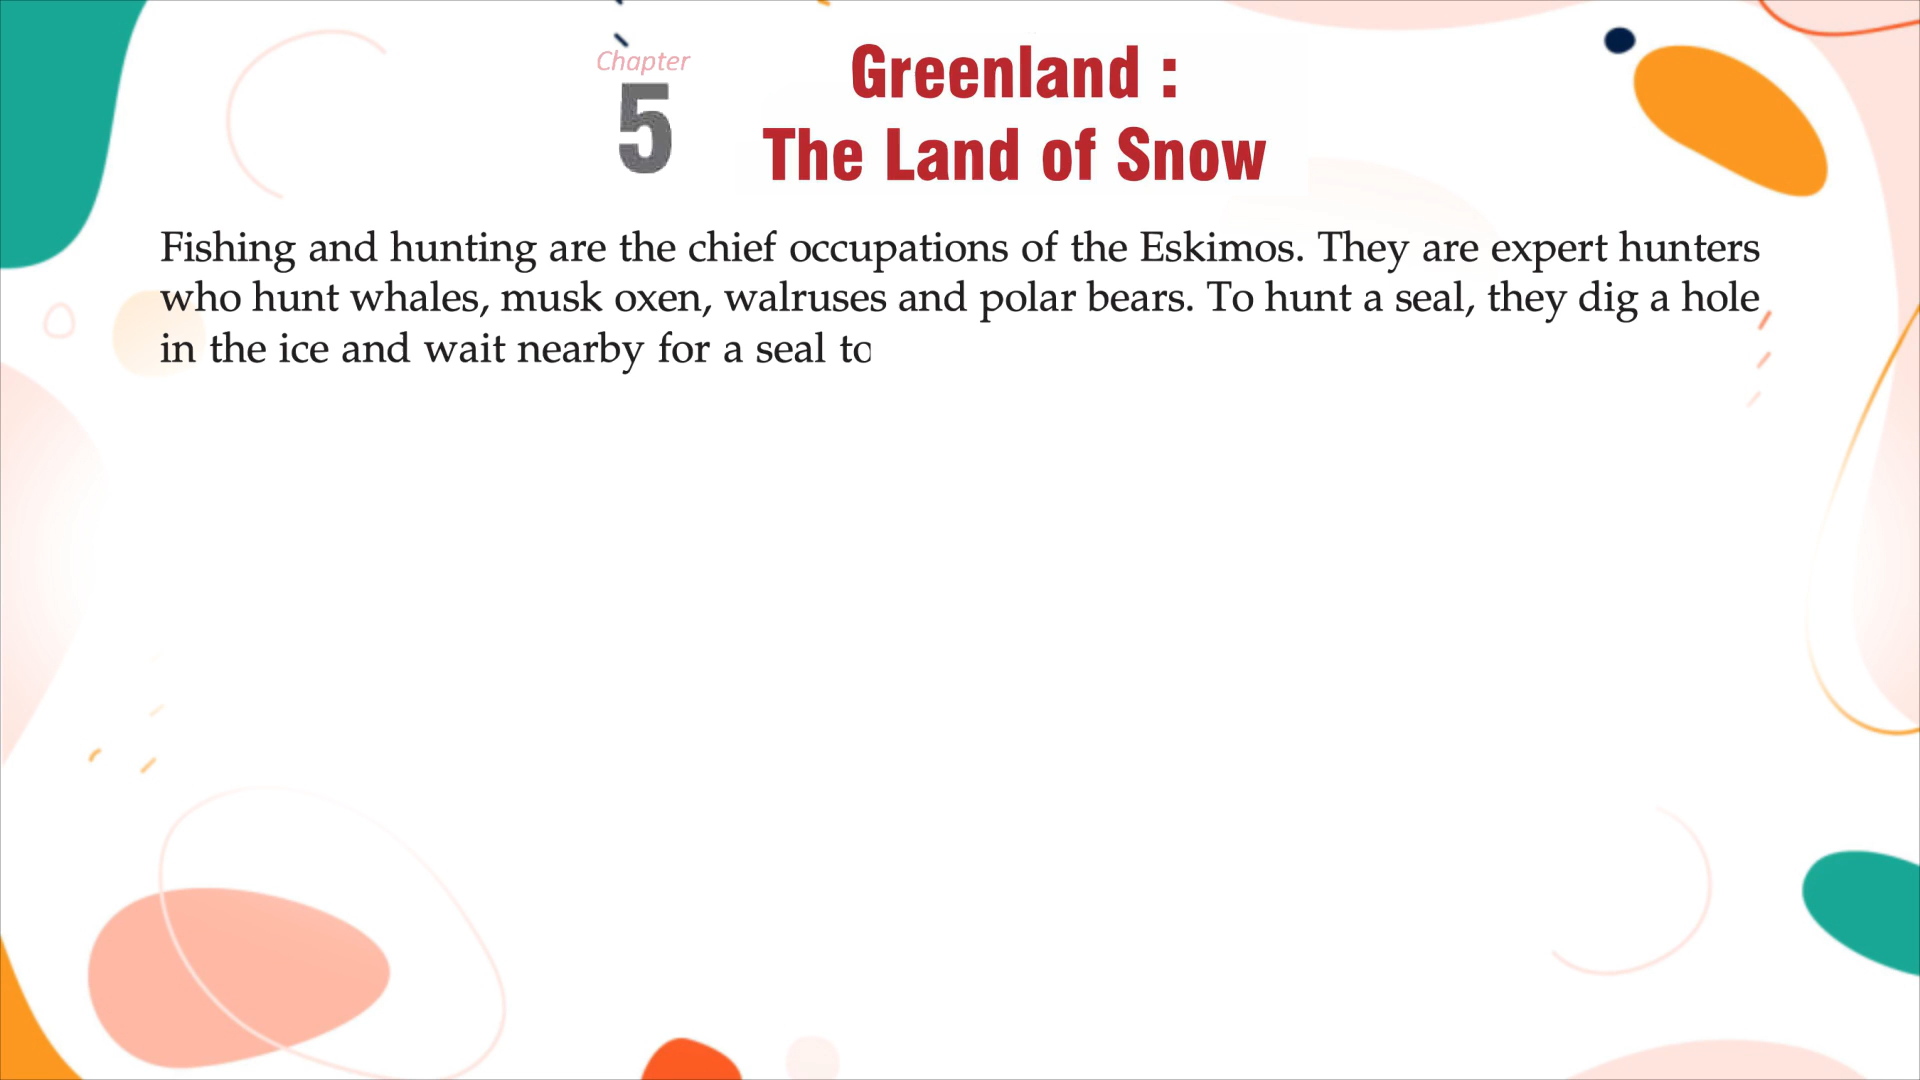 Chapter
5
Greenland :
The Land of Snow
Fishing and hunting are the chief occupations of the Eskimos. They are expert hunters
who hunt whales, musk oxen, walruses and polar bears. To hunt a seal, they dig a hole
in the ice and wait nearby for a seal to